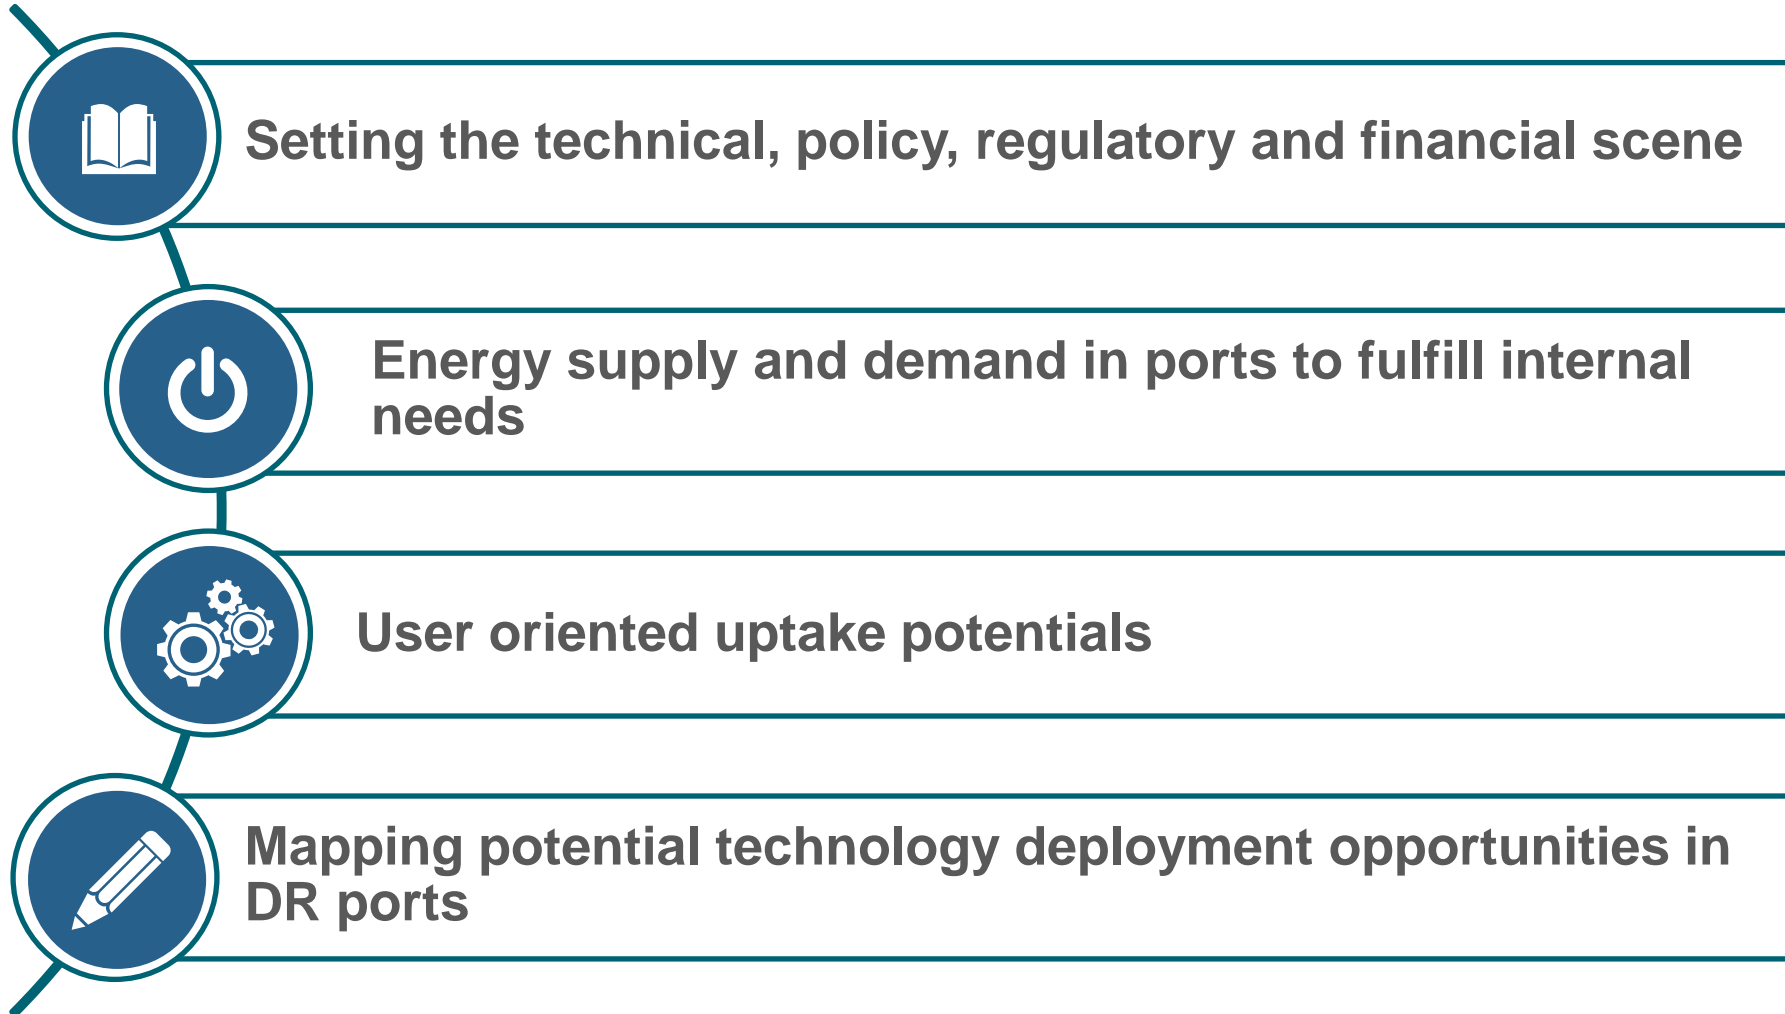 Setting the technical, policy, regulatory and financial scene
Energy supply and demand in ports to fulfill internal
needs
User oriented uptake potentials
Mapping potential technology deployment opportunities in
DR ports